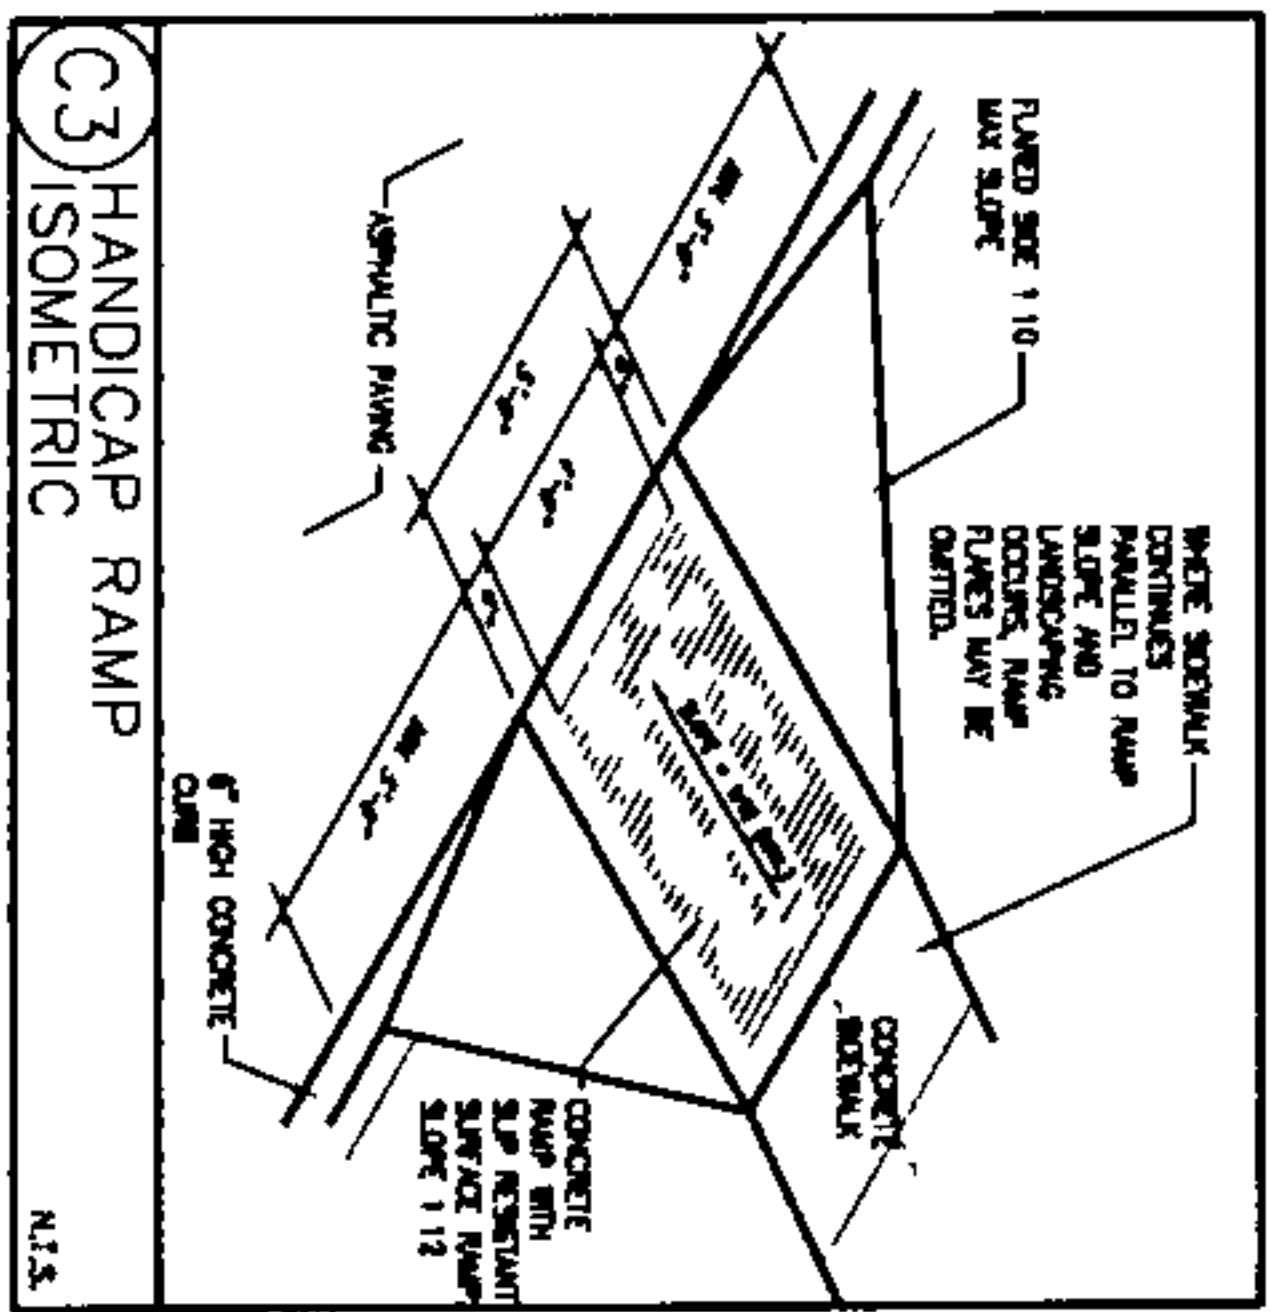 FLARED SIDE 1:10
MAX SLOPE
WHERE SIDEWALK
CONTINUES
PARALLEL TO RAMP
SLOPE AND
LANDSCAPING
OCCURS, RAMP
FLARES MAY BE
OMITTED.
CONCRETE
SIDEWALK
CONCRETE
RAMP WITH
SLIP RESISTANT
SURFACE RAMP
SLOPE 1:12
ASPHALTIC PAVING
6" HIGH CONCRETE
CURB
C3
HANDICAP RAMP
ISOMETRIC
N.T.S.